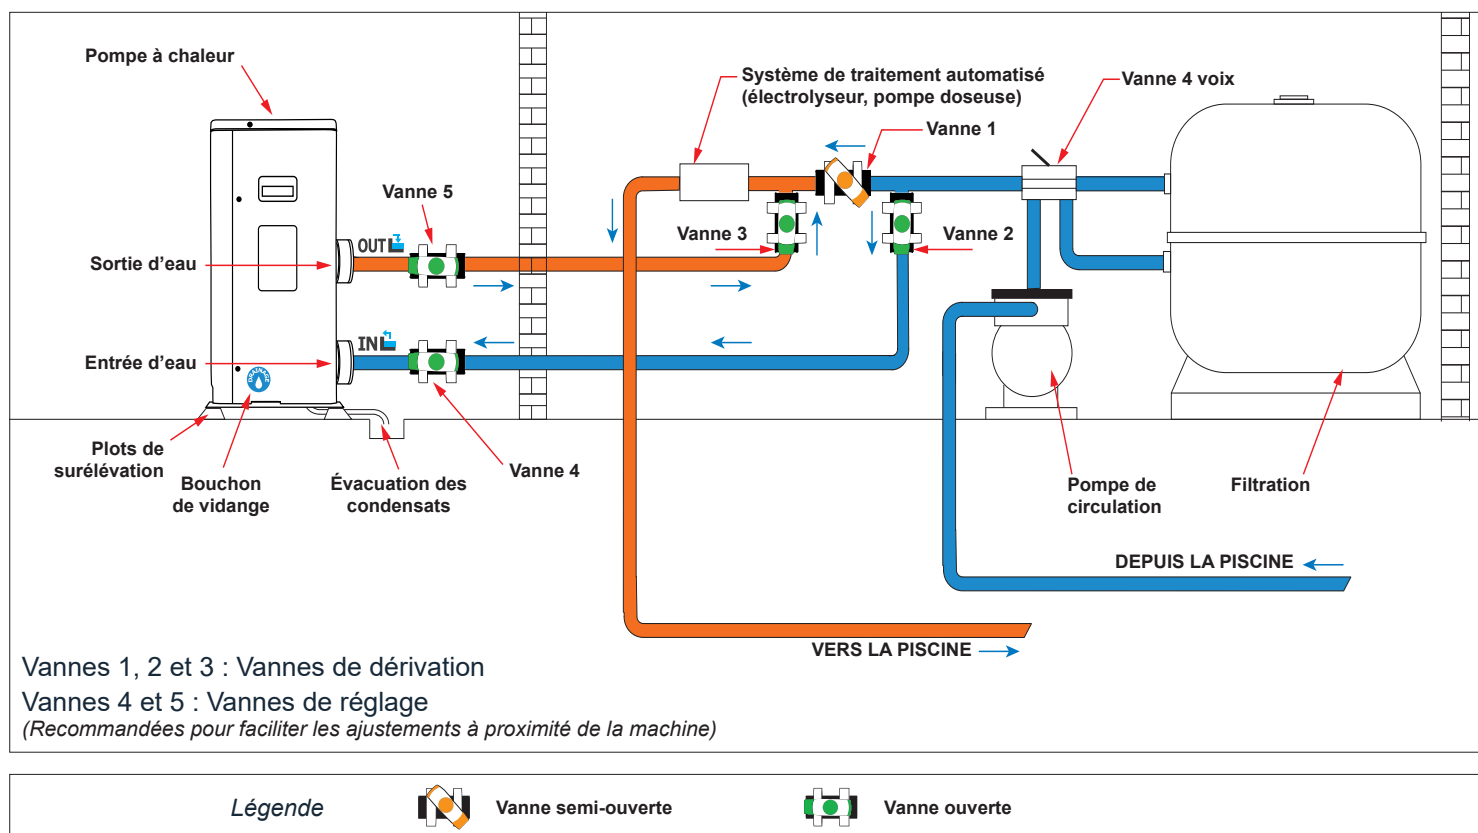 Pompe à chaleur
Système de traitement automatisé
(électrolyseur, pompe doseuse)
Vanne 4 voix
Vanne 1
Vanne 5
Vanne 3
Vanne 2
OUT
Sortie d'eau
IN
Entrée d'eau
DRAINAGE
Plots de
surélévation
Bouchon
de vidange
Évacuation des
condensats
Vanne 4
Pompe de
circulation
Filtration
DEPUIS LA PISCINE
VERS LA PISCINE
Vannes 1, 2 et 3 : Vannes de dérivation
Vannes 4 et 5 : Vannes de réglage
(Recommandées pour faciliter les ajustements à proximité de la machine)
Légende
Vanne semi-ouverte
Vanne ouverte